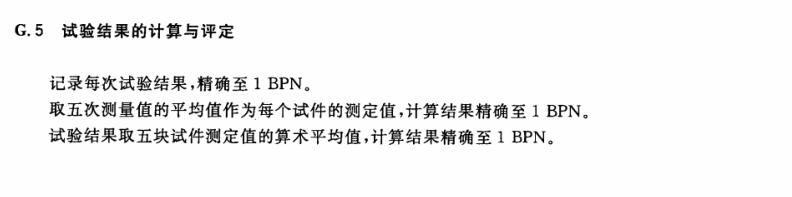 G.5 试验结果的计算与评定
记录每次试验结果,精确至 1 BPN。
取五次测量值的平均值作为每个试件的测定值,计算结果精确至 1 BPN。
试验结果取五块试件测定值的算术平均值,计算结果精确至 1 BPN。